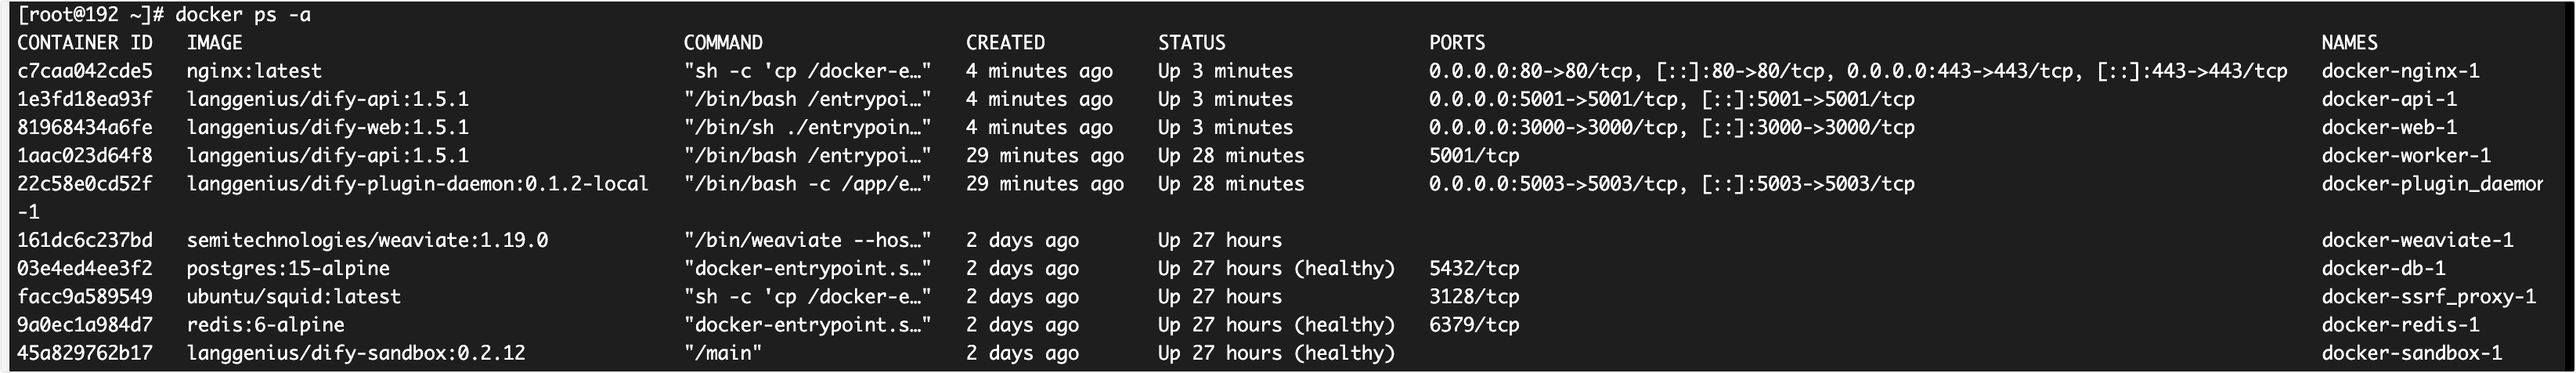 [root@192 ~]# docker ps -a
CONTAINER ID   IMAGE                                       COMMAND                  CREATED          STATUS                  PORTS                                                                          NAMES
c7caa042cde5   nginx:latest                                "sh -c 'cp /docker-e…"   4 minutes ago    Up 3 minutes            0.0.0.0:80->80/tcp, [::]:80->80/tcp, 0.0.0.0:443->443/tcp, [::]:443->443/tcp   docker-nginx-1
1e3fd18ea93f   langgenius/dify-api:1.5.1                   "/bin/bash /entrypoi…"   4 minutes ago    Up 3 minutes            0.0.0.0:5001->5001/tcp, [::]:5001->5001/tcp                                    docker-api-1
81968434a6fe   langgenius/dify-web:1.5.1                   "/bin/sh ./entrypoin…"   4 minutes ago    Up 3 minutes            0.0.0.0:3000->3000/tcp, [::]:3000->3000/tcp                                    docker-web-1
1aac023d64f8   langgenius/dify-api:1.5.1                   "/bin/bash /entrypoi…"   29 minutes ago   Up 28 minutes           5001/tcp                                                                       docker-worker-1
22c58e0cd52f   langgenius/dify-plugin-daemon:0.1.2-local   "/bin/bash -c /app/e…"   29 minutes ago   Up 28 minutes           0.0.0.0:5003->5003/tcp, [::]:5003->5003/tcp                                    docker-plugin_daemon
-1
161dc6c237bd   semitechnologies/weaviate:1.19.0            "/bin/weaviate --hos…"   2 days ago       Up 27 hours                                                                                                    docker-weaviate-1
03e4ed4ee3f2   postgres:15-alpine                          "docker-entrypoint.s…"   2 days ago       Up 27 hours (healthy)   5432/tcp                                                                       docker-db-1
facc9a589549   ubuntu/squid:latest                         "sh -c 'cp /docker-e…"   2 days ago       Up 27 hours             3128/tcp                                                                       docker-ssrf_proxy-1
9a0ec1a984d7   redis:6-alpine                              "docker-entrypoint.s…"   2 days ago       Up 27 hours (healthy)   6379/tcp                                                                       docker-redis-1
45a829762b17   langgenius/dify-sandbox:0.2.12              "/main"                  2 days ago       Up 27 hours (healthy)                                                                                          docker-sandbox-1